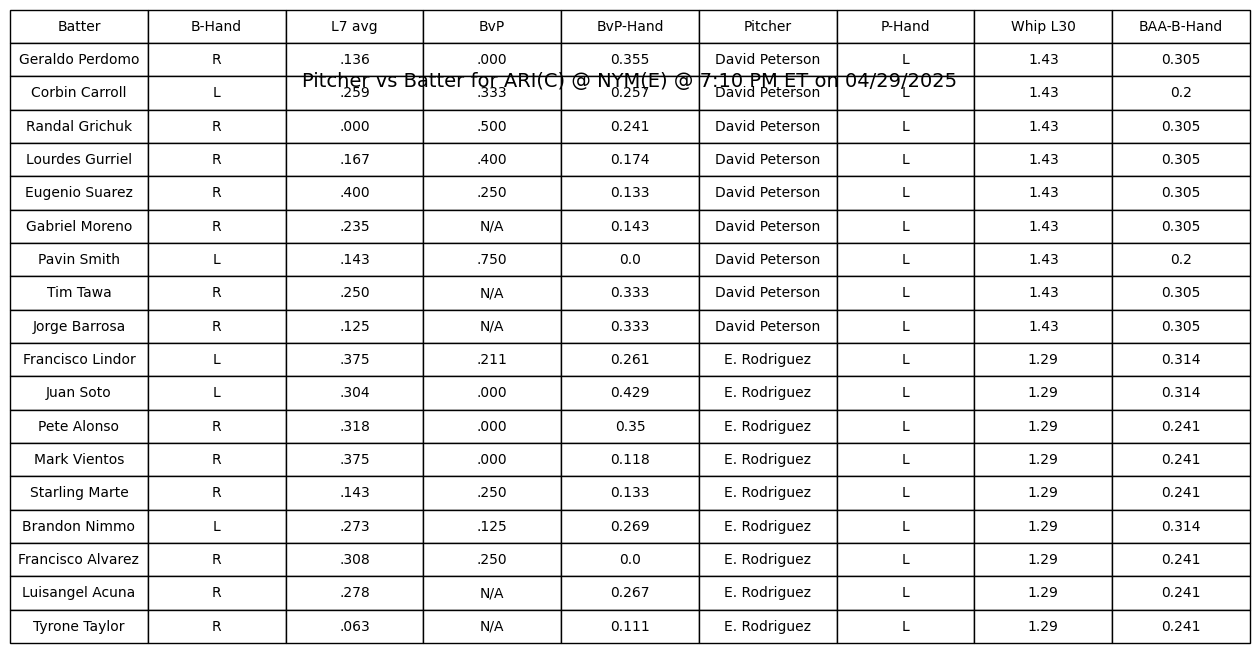 Batter B-Hand L7 avg BvP BvP-Hand Pitcher P-Hand Whip L30 BAA-B-Hand
Geraldo Perdomo R .136 .000 0.355 David Peterson L 1.43 0.305
Pitcher vs Batter for ARI(C) @ NYM(E) @ 7:10 PM ET on 04/29/2025
Corbin Carroll L .259 .333 0.257 David Peterson L 1.43 0.2
Randal Grichuk R .000 .500 0.241 David Peterson L 1.43 0.305
Lourdes Gurriel R .167 .400 0.174 David Peterson L 1.43 0.305
Eugenio Suarez R .400 .250 0.133 David Peterson L 1.43 0.305
Gabriel Moreno R .235 N/A 0.143 David Peterson L 1.43 0.305
Pavin Smith L .143 .750 0.0 David Peterson L 1.43 0.2
Tim Tawa R .250 N/A 0.333 David Peterson L 1.43 0.305
Jorge Barrosa R .125 N/A 0.333 David Peterson L 1.43 0.305
Francisco Lindor L .375 .211 0.261 E. Rodriguez L 1.29 0.314
Juan Soto L .304 .000 0.429 E. Rodriguez L 1.29 0.314
Pete Alonso R .318 .000 0.35 E. Rodriguez L 1.29 0.241
Mark Vientos R .375 .000 0.118 E. Rodriguez L 1.29 0.241
Starling Marte R .143 .250 0.133 E. Rodriguez L 1.29 0.241
Brandon Nimmo L .273 .125 0.269 E. Rodriguez L 1.29 0.314
Francisco Alvarez R .308 .250 0.0 E. Rodriguez L 1.29 0.241
Luisangel Acuna R .278 N/A 0.267 E. Rodriguez L 1.29 0.241
Tyrone Taylor R .063 N/A 0.111 E. Rodriguez L 1.29 0.241